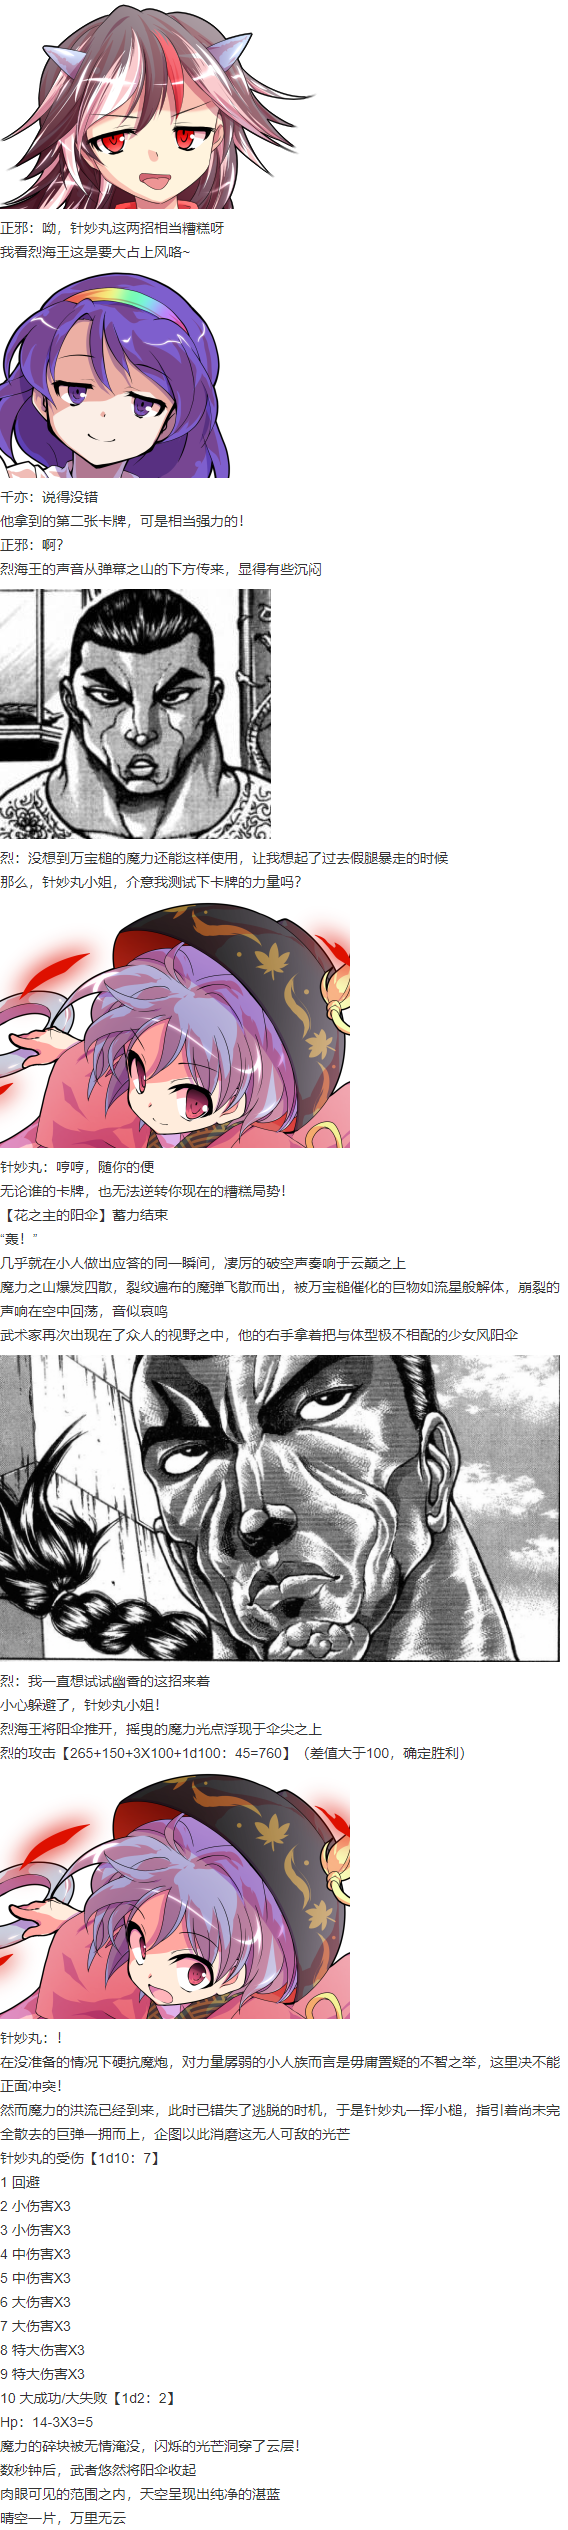 正邪：呦，针妙丸这两招相当糟糕呀
我看烈海王这是要大占上风咯~
千亦：说得没错
他拿到的第二张卡牌，可是相当强力的！
正邪：啊？
烈海王的声音从弹幕之山的下方传来，显得有些沉闷
烈：没想到万宝槌的魔力还能这样使用，让我想起了过去假腿暴走的时候
那么，针妙丸小姐，介意我测试下卡牌的力量吗？
针妙丸：哼哼，随你的便
无论谁的卡牌，也无法逆转你现在的糟糕局势！
【花之主的阳伞】蓄力结束
“轰！”
几乎就在小人做出应答的同一瞬间，凄厉的破空声奏响于云巅之上
魔力之山爆发四散，裂纹遍布的魔弹飞散而出，被万宝槌催化的巨物如流星般解体，崩裂的
声响在空中回荡，音似哀鸣
武术家再次出现在了众人的视野之中，他的右手拿着把与体型极不相配的少女风阳伞
烈：我一直想试试幽香的这招来着
小心躲避了，针妙丸小姐！
烈海王将阳伞推开，摇曳的魔力光点浮现于伞尖之上
烈的攻击【265+150+3X100+1d100：45=760】（差值大于100，确定胜利）
针妙丸：！
在没准备的情况下硬抗魔炮，对力量孱弱的小人族而言是毋庸置疑的不智之举，这里决不能
正面冲突！
然而魔力的洪流已经到来，此时已错失了逃脱的时机，于是针妙丸一挥小槌，指引着尚未完
全散去的巨弹一拥而上，企图以此消磨这无人可敌的光芒
针妙丸的受伤【1d10：7】
1 回避
2 小伤害X3
3 小伤害X3
4 中伤害X3
5 中伤害X3
6 大伤害X3
7 大伤害X3
8 特大伤害X3
9 特大伤害X3
10 大成功/大失败【1d2：2】
Hp：14-3X3=5
魔力的碎块被无情淹没，闪烁的光芒洞穿了云层！
数秒钟后，武者悠然将阳伞收起
肉眼可见的范围之内，天空呈现出纯净的湛蓝
晴空一片，万里无云